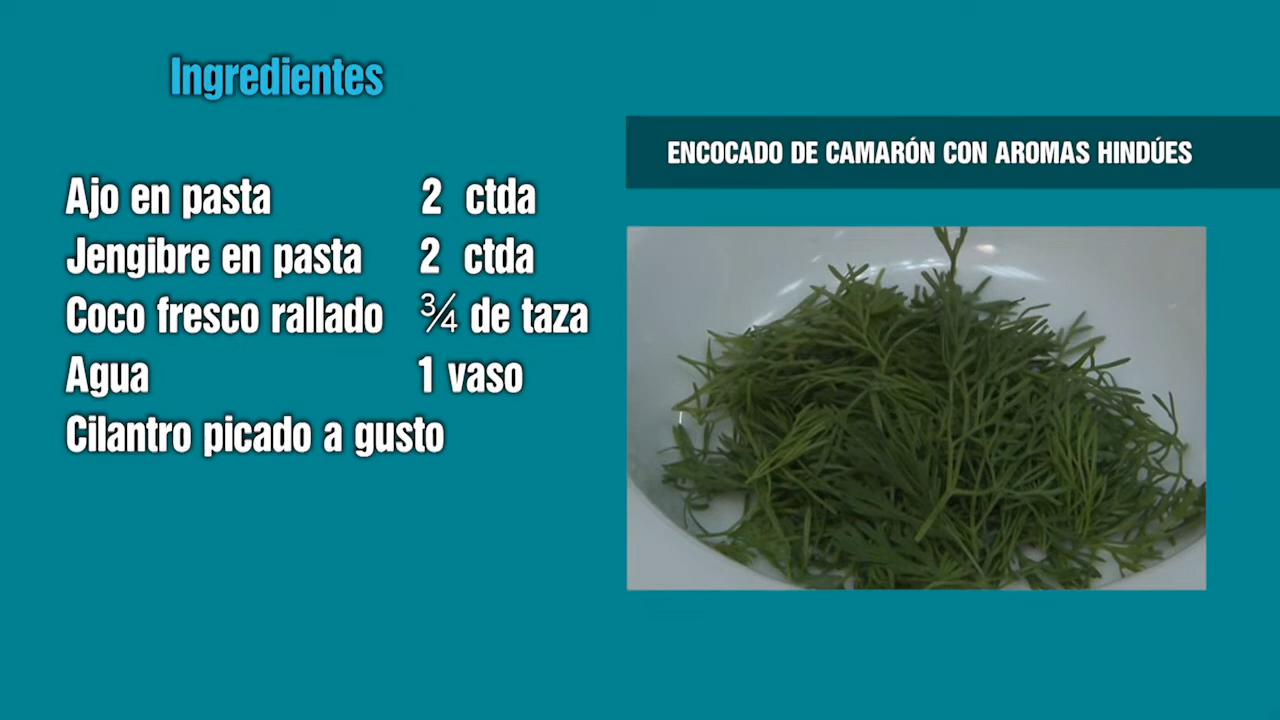 Ingredientes
ENCOCADO DE CAMARÓN CON AROMAS HINDÚES
Ajo en pasta 2 ctda
Jengibre en pasta 2 ctda
Coco fresco rallado ¾ de taza
Agua 1 vaso
Cilantro picado a gusto